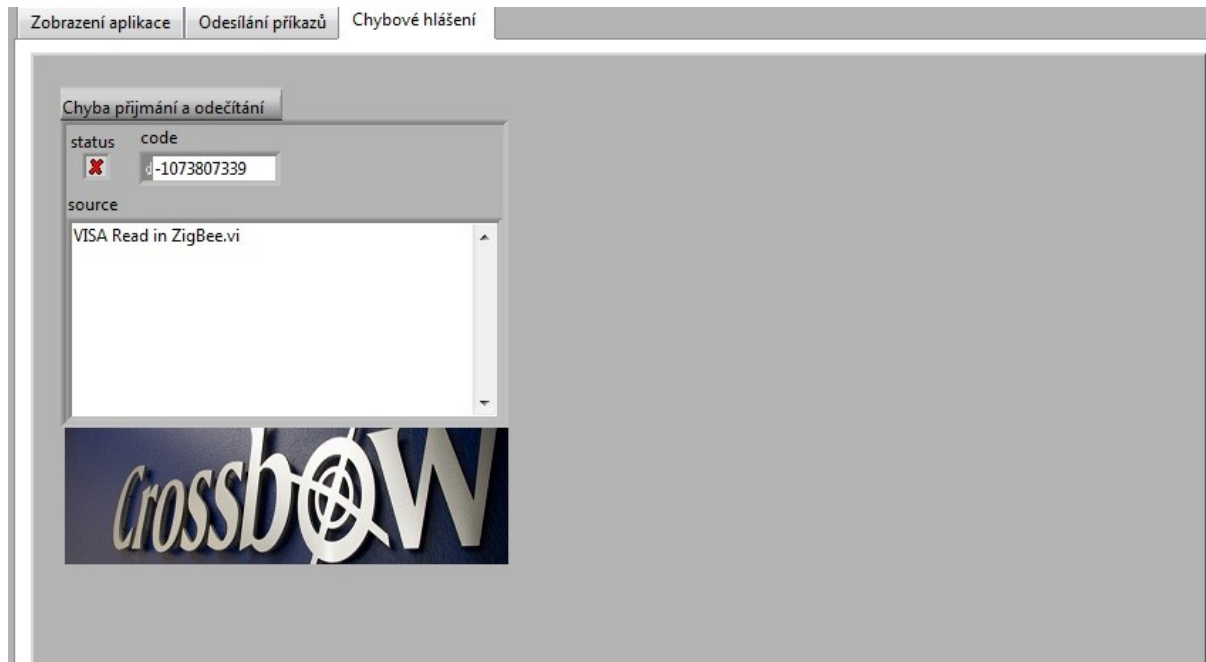 Zobrazení aplikace
Odesílání příkazů
Chybové hlášení
Chyba přijmání a odečítání
status
code
d -1073807339
source
VISA Read in ZigBee.vi
Crossbow